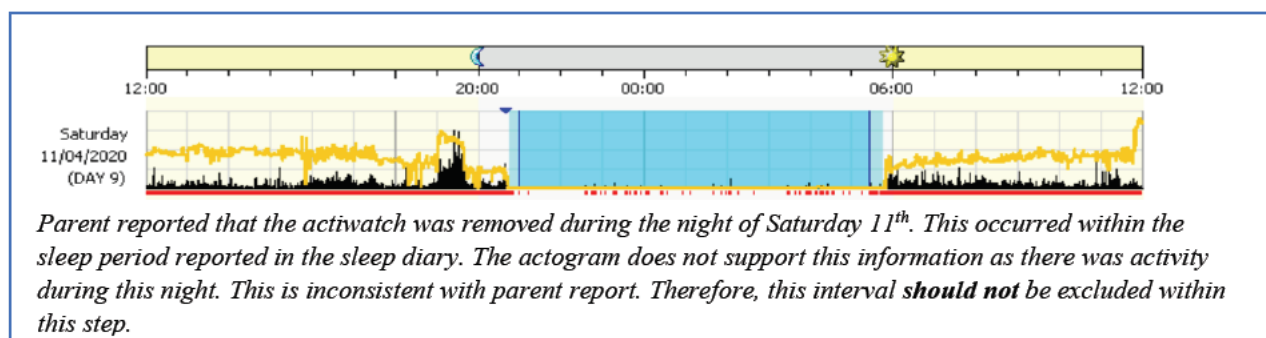 12:00 20:00 00:00 06:00 12:00
Saturday
11/04/2020
(DAY 9)
Parent reported that the actiwatch was removed during the night of Saturday 11th. This occurred within the
sleep period reported in the sleep diary. The actogram does not support this information as there was activity
during this night. This is inconsistent with parent report. Therefore, this interval should not be excluded within
this step.